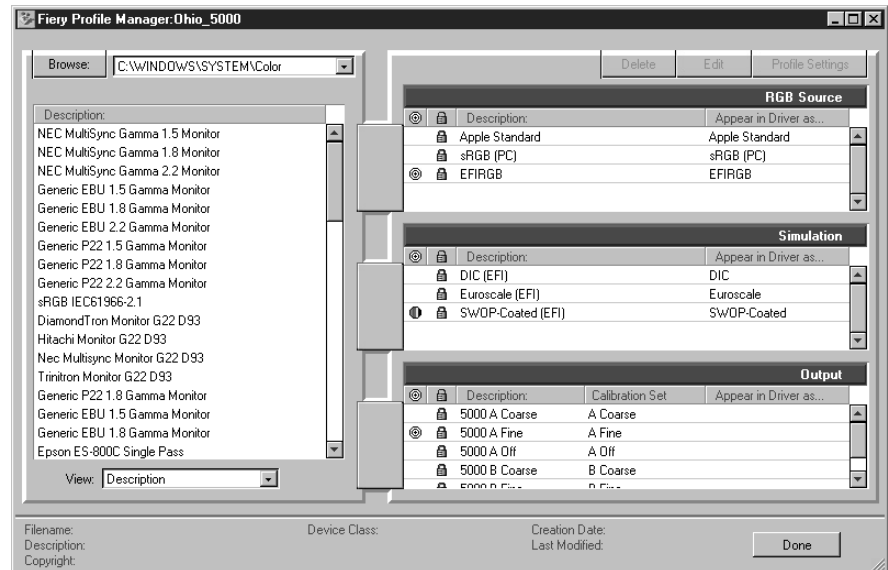 Fiery Profile Manager:Ohio_5000
Browse: C:\WINDOWS\SYSTEM\Color
Description:
NEC MultiSync Gamma 1.5 Monitor
NEC MultiSync Gamma 1.8 Monitor
NEC MultiSync Gamma 2.2 Monitor
Generic EBU 1.5 Gamma Monitor
Generic EBU 1.8 Gamma Monitor
Generic EBU 2.2 Gamma Monitor
Generic P22 1.5 Gamma Monitor
Generic P22 1.8 Gamma Monitor
Generic P22 2.2 Gamma Monitor
sRGB IEC61966-2.1
DiamondTron Monitor G22 D93
Hitachi Monitor G22 D93
Nec Multisync Monitor G22 D93
Trinitron Monitor G22 D93
Generic P22 1.8 Gamma Monitor
Generic EBU 1.5 Gamma Monitor
Generic EBU 1.8 Gamma Monitor
Epson ES-800C Single Pass
View: Description
Delete Edit Profile Settings
RGB Source
Description: Appear in Driver as...
Apple Standard Apple Standard
sRGB (PC) sRGB (PC)
EFIRGB EFIRGB
Simulation
Description: Appear in Driver as...
DIC (EFI) DIC
Euroscale (EFI) Euroscale
SWOP-Coated (EFI) SWOP-Coated
Output
Description: Calibration Set Appear in Driver as...
5000 A Coarse A Coarse
5000 A Fine A Fine
5000 A Off A Off
5000 B Coarse B Coarse
5000 B Fine B Fine
Filename: Device Class: Creation Date:
Description: Last Modified:
Copyright:
Done